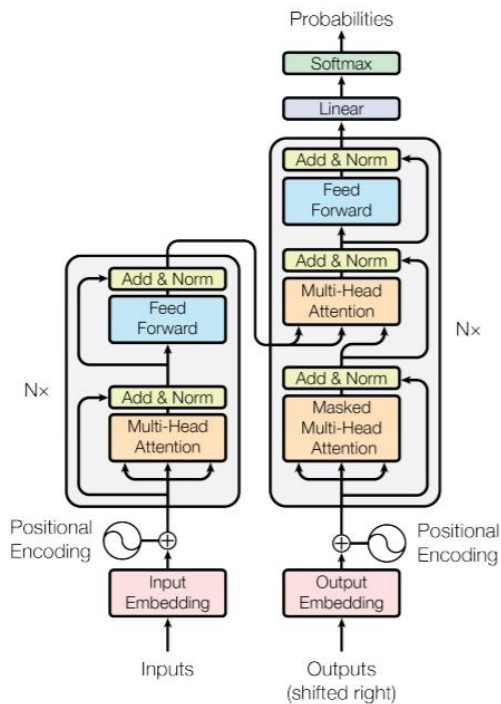 Probabilities
Softmax
Linear
Add & Norm
Feed
Forward
Add & Norm
Multi-Head
Attention
Add & Norm
Masked
Multi-Head
Attention
Nx
Add & Norm
Feed
Forward
Nx
Add & Norm
Multi-Head
Attention
Positional
Encoding
Positional
Encoding
Input
Embedding
Output
Embedding
Inputs
Outputs
(shifted right)